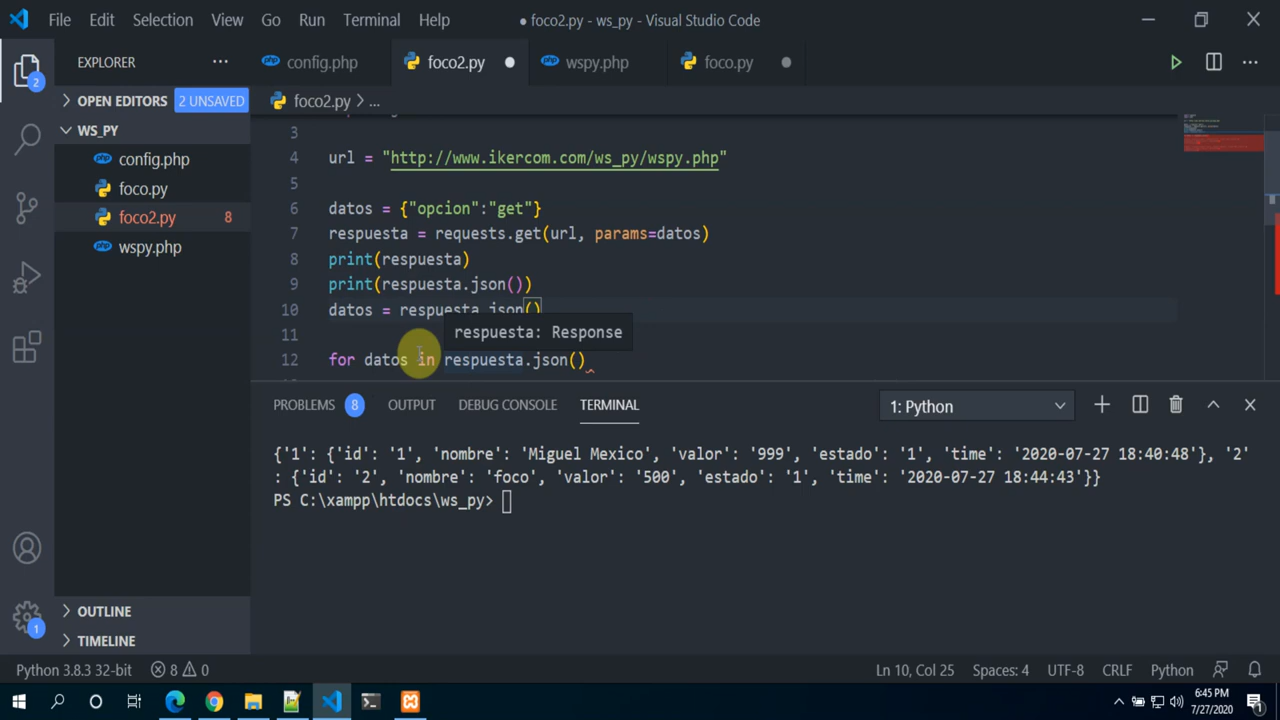 File Edit Selection View Go Run Terminal Help
● foco2.py - ws_py - Visual Studio Code
EXPLORER ...
config.php foco2.py wspy.php foco.py
2
OPEN EDITORS 2 UNSAVED
foco2.py > ...
WS_PY
config.php
foco.py
foco2.py 8
wspy.php
3
4 url = "http://www.ikercom.com/ws_py/wspy.php"
5
6 datos = {"opcion":"get"}
7 respuesta = requests.get(url, params=datos)
8 print(respuesta)
9 print(respuesta.json())
10 datos = respuesta.json()
respuesta: Response
11
12 for datos in respuesta.json()
PROBLEMS 8 OUTPUT DEBUG CONSOLE TERMINAL 1: Python
{'1': {'id': '1', 'nombre': 'Miguel Mexico', 'valor': '999', 'estado': '1', 'time': '2020-07-27 18:40:48'}, '2'
: {'id': '2', 'nombre': 'foco', 'valor': '500', 'estado': '1', 'time': '2020-07-27 18:44:43'}}
PS C:\xampp\htdocs\ws_py>
OUTLINE
1
TIMELINE
Python 3.8.3 32-bit 8 0 Ln 10, Col 25 Spaces: 4 UTF-8 CRLF Python
6:45 PM
7/27/2020
1